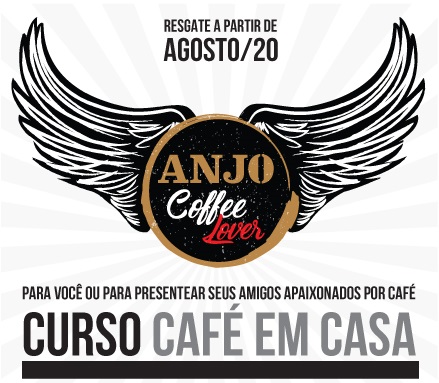 RESGATE A PARTIR DE
AGOSTO/20
ANJO
Coffee
Lover
PARA VOCÊ OU PARA PRESENTEAR SEUS AMIGOS APAIXONADOS POR CAFÉ
CURSO CAFÉ EM CASA